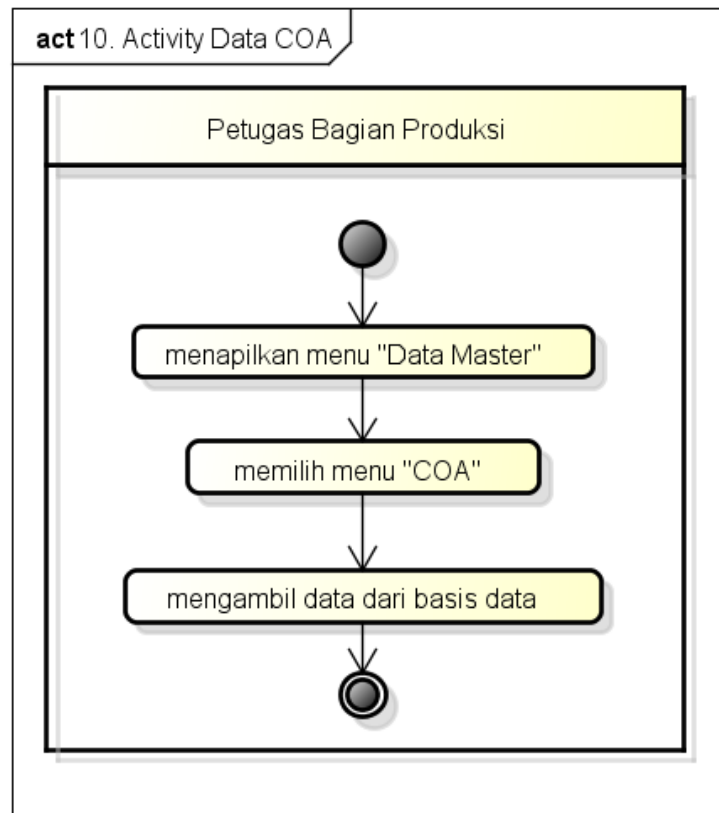 act 10. Activity Data COA
Petugas Bagian Produksi
menapilkan menu "Data Master"
memilih menu "COA"
mengambil data dari basis data